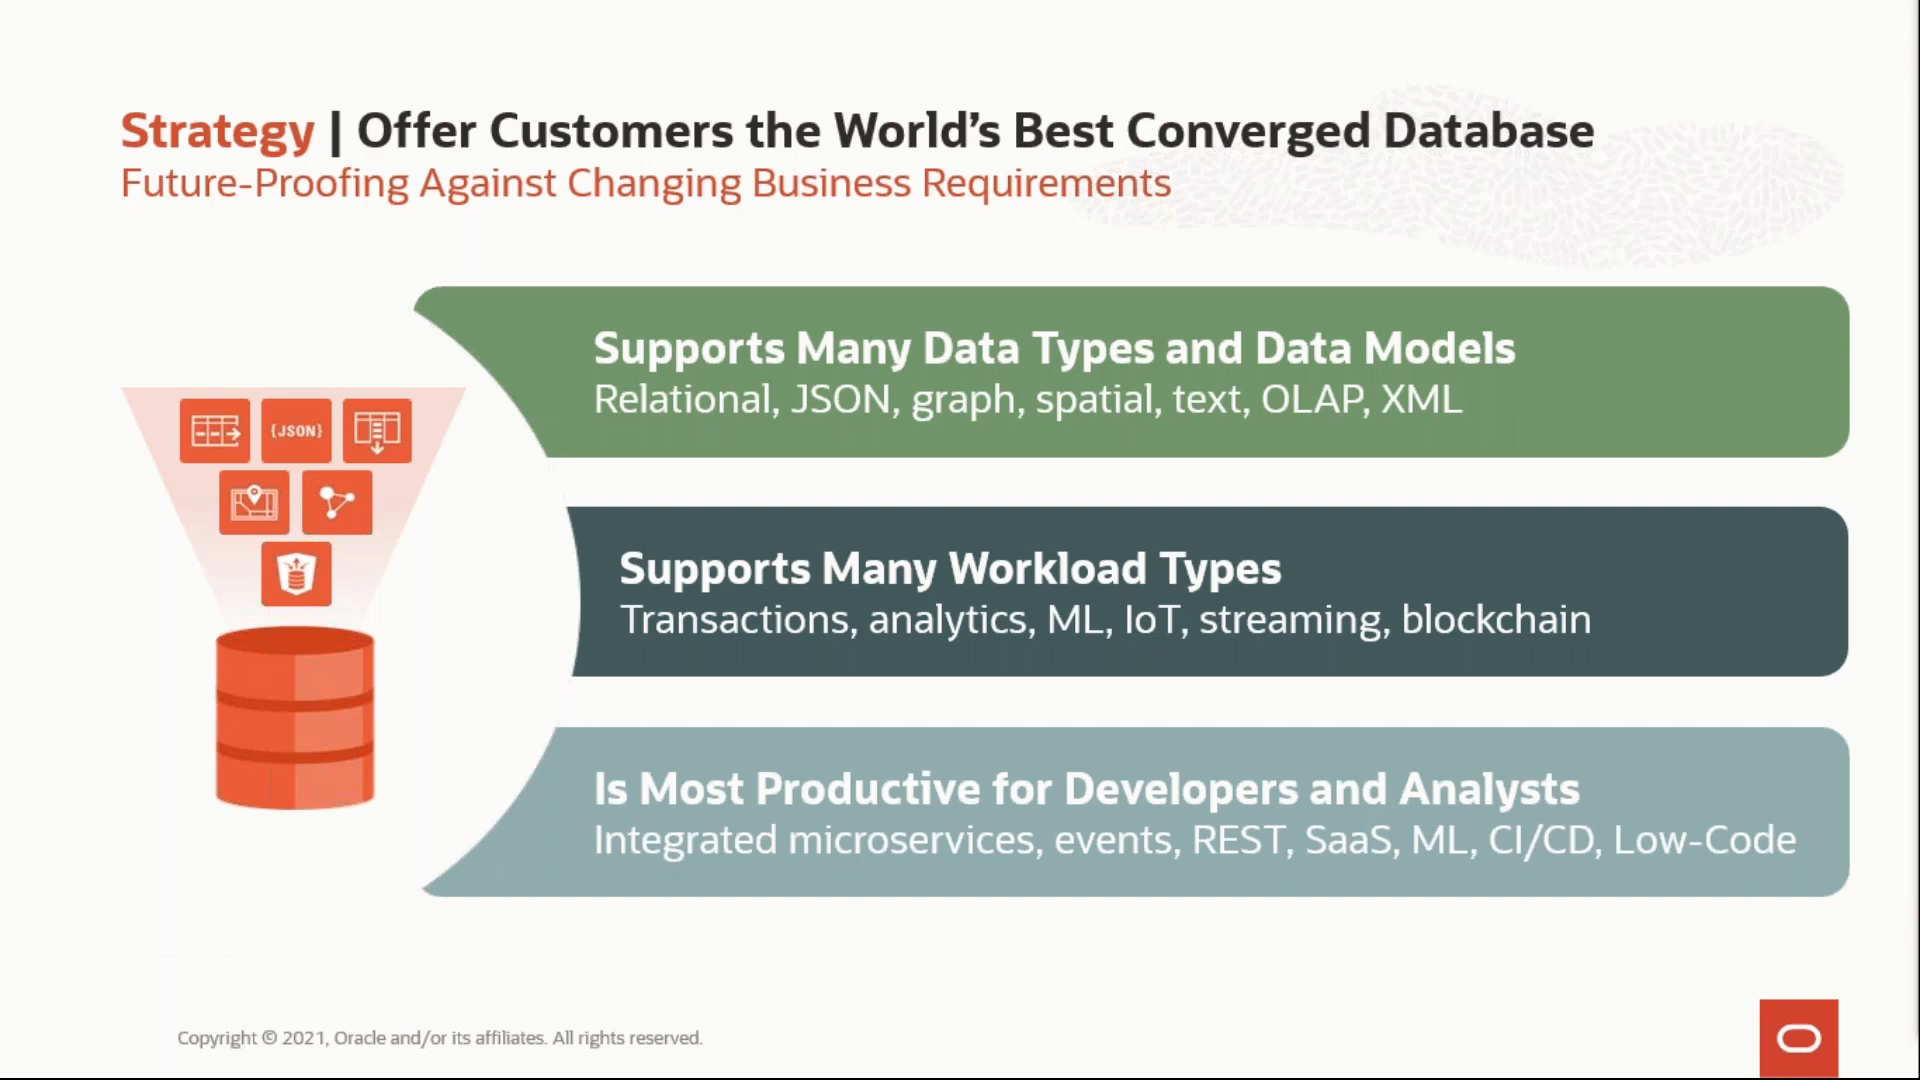 Strategy | Offer Customers the World's Best Converged Database
Future-Proofing Against Changing Business Requirements
Supports Many Data Types and Data Models
Relational, JSON, graph, spatial, text, OLAP, XML
{JSON}
Supports Many Workload Types
Transactions, analytics, ML, IoT, streaming, blockchain
Is Most Productive for Developers and Analysts
Integrated microservices, events, REST, SaaS, ML, CI/CD, Low-Code
Copyright © 2021, Oracle and/or its affiliates. All rights reserved.